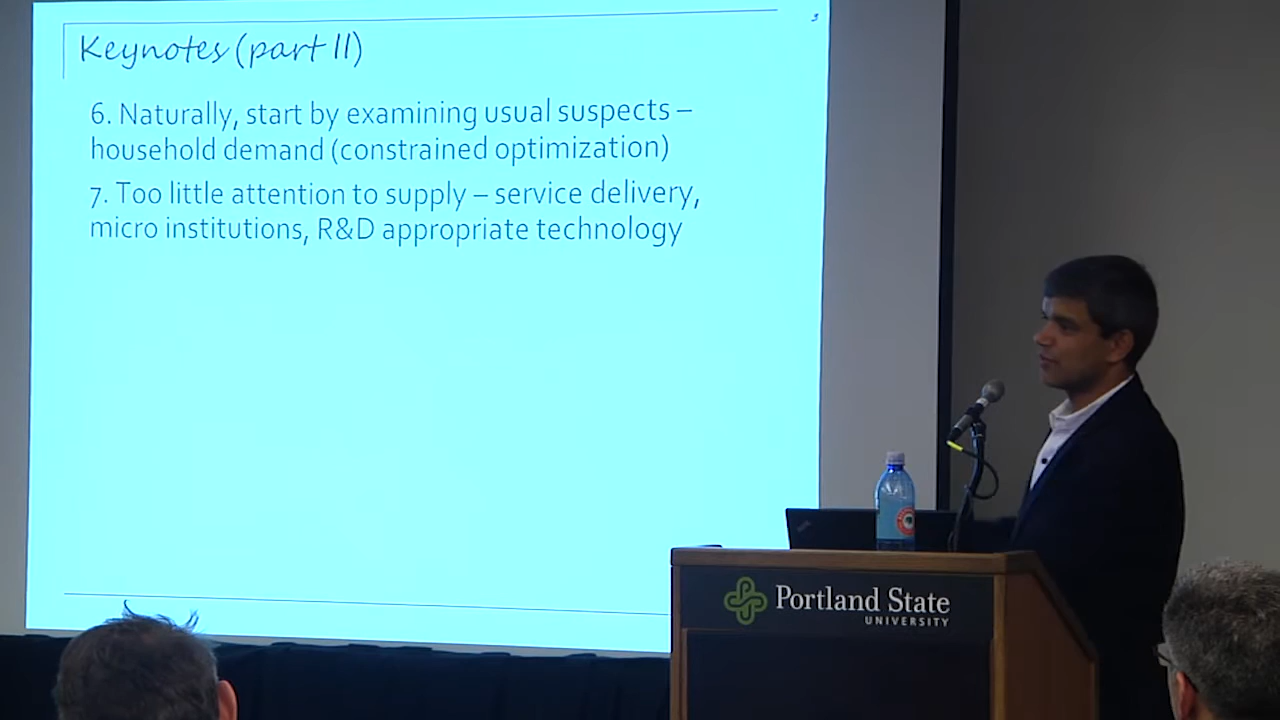 3
Keynotes (part II)
6. Naturally, start by examining usual suspects –
household demand (constrained optimization)
7. Too little attention to supply – service delivery,
micro institutions, R&D appropriate technology
Portland State
UNIVERSITY